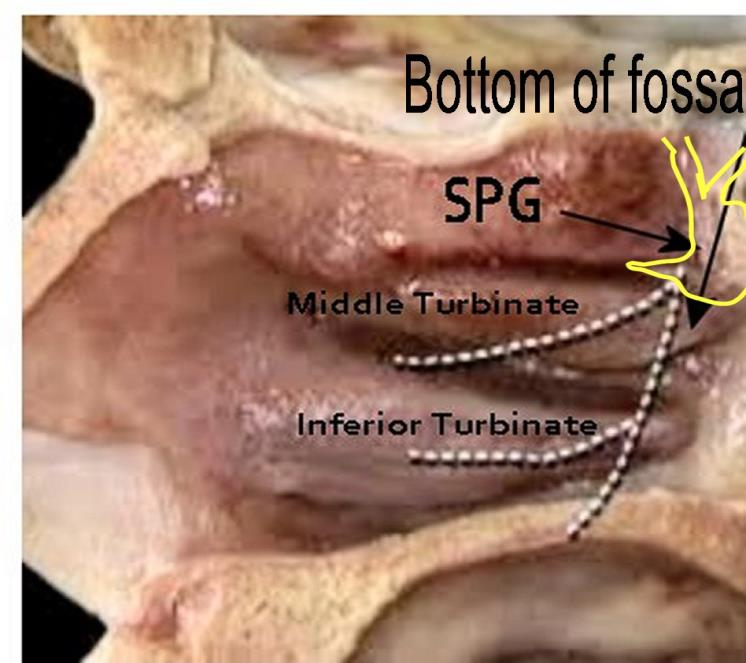 Bottom of fossa
SPG
Middle Turbinate
Inferior Turbinate